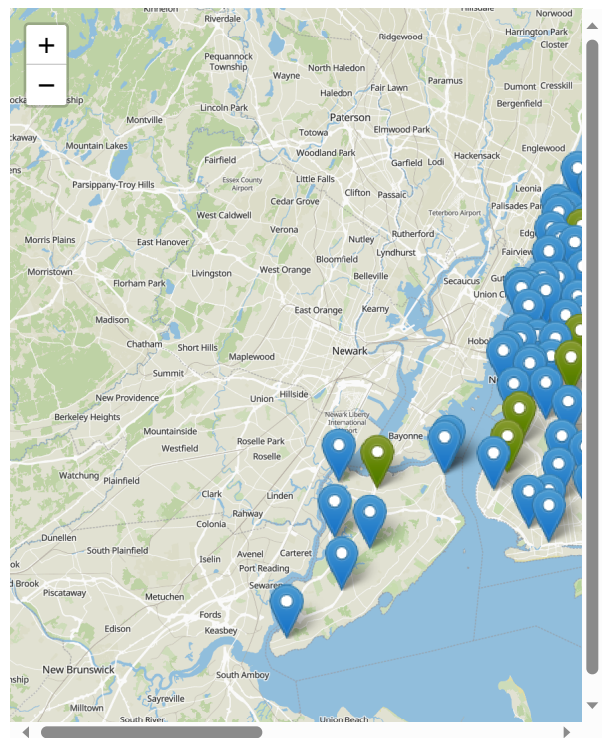 Riverdale
Norwood
Ridgewood
Harrington Park
Closter
+
Pequannock
Township
North Haledon
Wayne
Paramus
Fair Lawn
Haledon
Dumont
Cresskill
−
Bergenfield
Lincoln Park
Montville
Paterson
Totowa
Elmwood Park
Mountain Lakes
Englewood
Woodland Park
Hackensack
Fairfield
Garfield
Lodi
Little Falls
Essex County
Airport
Parsippany-Troy Hills
Leonia
Clifton
Passaic
Cedar Grove
Palisades Par
West Caldwell
Teterboro Airport
Verona
Rutherford
Morris Plains
East Hanover
Nutley
Lyndhurst
Fairview
Bloomfield
West Orange
Morristown
Livingston
Belleville
Secaucus
Florham Park
Union C
East Orange
Kearny
Madison
Chatham
Short Hills
Newark
Maplewood
Summit
Hillside
New Providence
Union
Berkeley Heights
Newark Liberty
International
Mountainside
Roselle Park
Bayonne
Westfield
Roselle
Watchung
Plainfield
Clark
Linden
Rahway
Colonia
Dunellen
South Plainfield
Avenel
Carteret
Iselin
Port Reading
Piscataway
Metuchen
Fords
Edison
Keasbey
New Brunswick
South Amboy
Sayreville
Milltown
South River
Union Beach